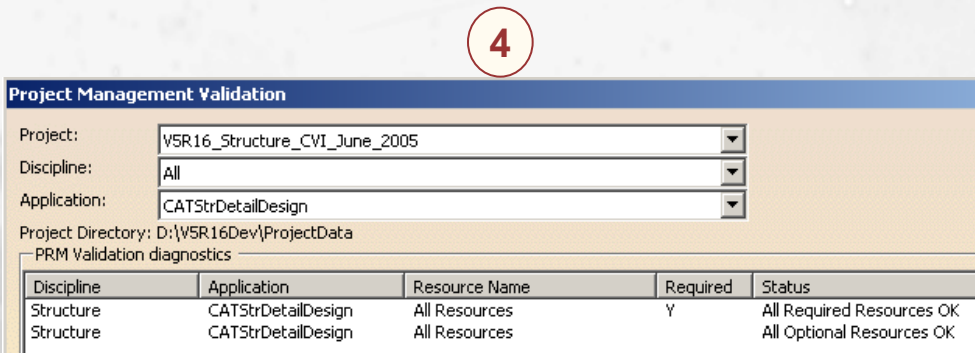 4
Project Management Validation
Project: V5R16_Structure_CVI_June_2005
Discipline: All
Application: CATStrDetailDesign
Project Directory: D:\V5R16Dev\ProjectData
PRM Validation diagnostics
Discipline Application Resource Name Required Status
Structure CATStrDetailDesign All Resources Y All Required Resources OK
Structure CATStrDetailDesign All Resources All Optional Resources OK